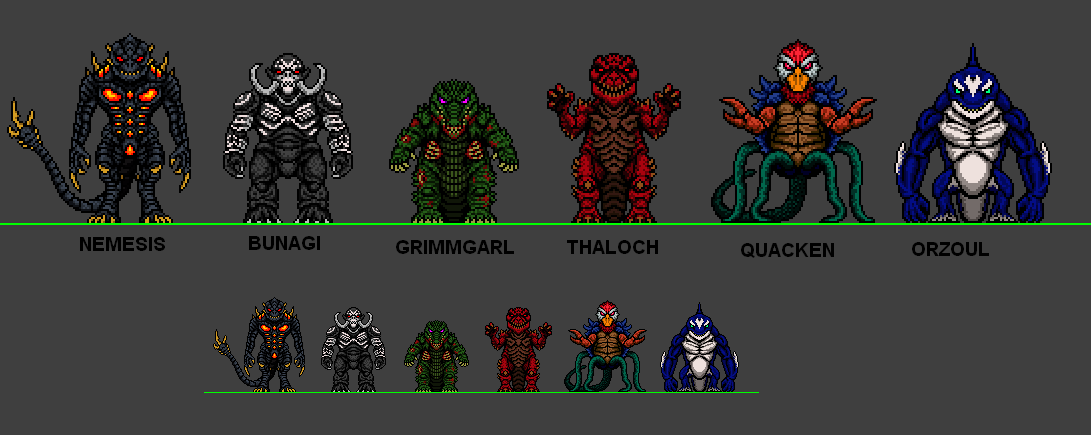 NEMESIS
BUNAGI
GRIMMGARL
THALOCH
QUACKEN
ORZOUL